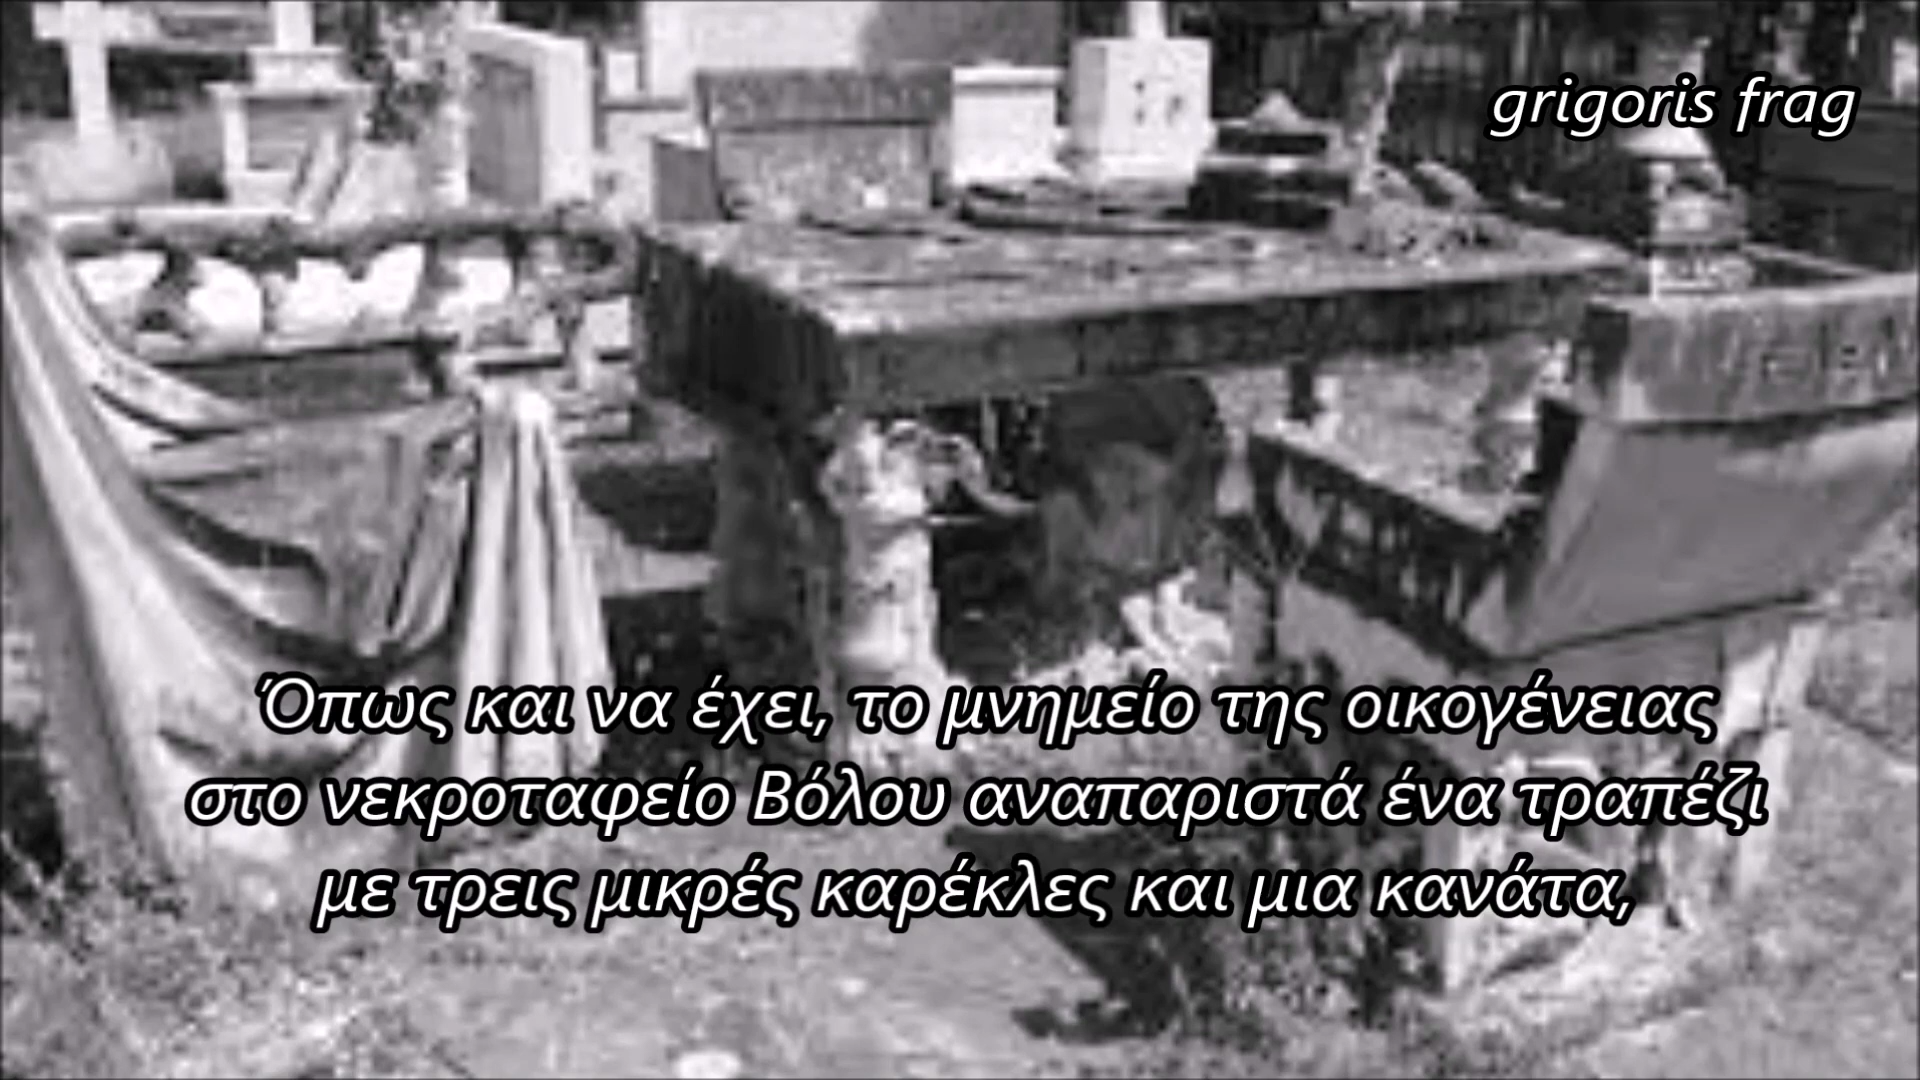 grigoris frag
Όπως και να έχει, το μνημείο της οικογένειας
στο νεκροταφείο Βόλου αναπαριστά ένα τραπέζι
με τρεις μικρές καρέκλες και μια κανάτα,